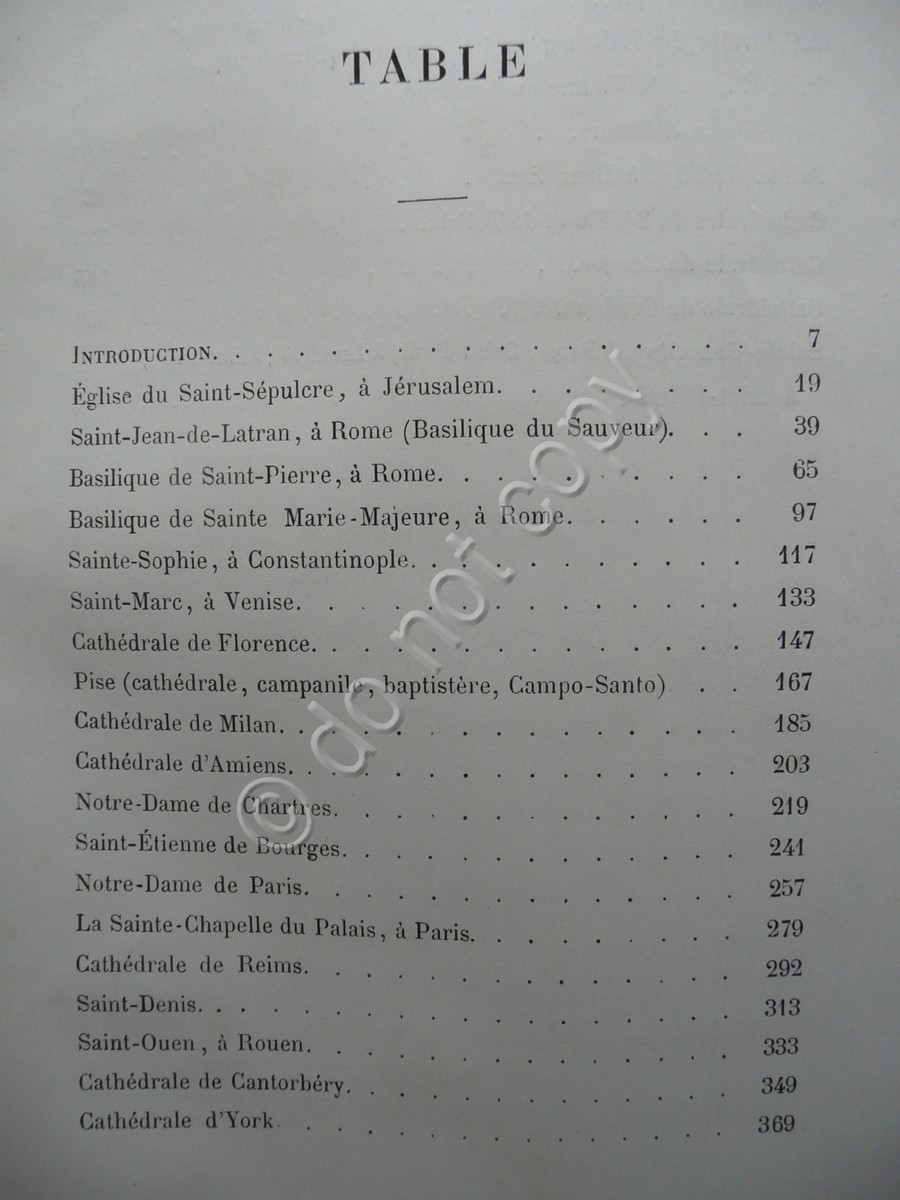 TABLE
INTRODUCTION. . . . . . . . . . . . . . . . . 7
Église du Saint-Sépulcre, à Jérusalem. . . . . . . . 19
Saint-Jean-de-Latran, à Rome (Basilique du Sauveur). . . 39
Basilique de Saint-Pierre, à Rome. . . . . . . . . . 65
Basilique de Sainte Marie-Majeure, à Rome. . . . . . 97
Sainte-Sophie, à Constantinople. . . . . . . . . . . 117
Saint-Marc, à Venise. . . . . . . . . . . . . . 133
Cathédrale de Florence. . . . . . . . . . . . . . 147
Pise (cathédrale, campanile, baptistère, Campo-Santo) . . 167
Cathédrale de Milan. . . . . . . . . . . . . . . 185
Cathédrale d'Amiens. . . . . . . . . . . . . . . 203
Notre-Dame de Chartres. . . . . . . . . . . . . 219
Saint-Étienne de Bourges. . . . . . . . . . . . . 241
Notre-Dame de Paris. . . . . . . . . . . . . . 257
La Sainte-Chapelle du Palais, à Paris. . . . . . . . . 279
Cathédrale de Reims. . . . . . . . . . . . . . 292
Saint-Denis. . . . . . . . . . . . . . . . . 313
Saint-Ouen, à Rouen. . . . . . . . . . . . . . 333
Cathédrale de Cantorbéry. . . . . . . . . . . . . 349
Cathédrale d'York. . . . . . . . . . . . . . . 369
© do not copy